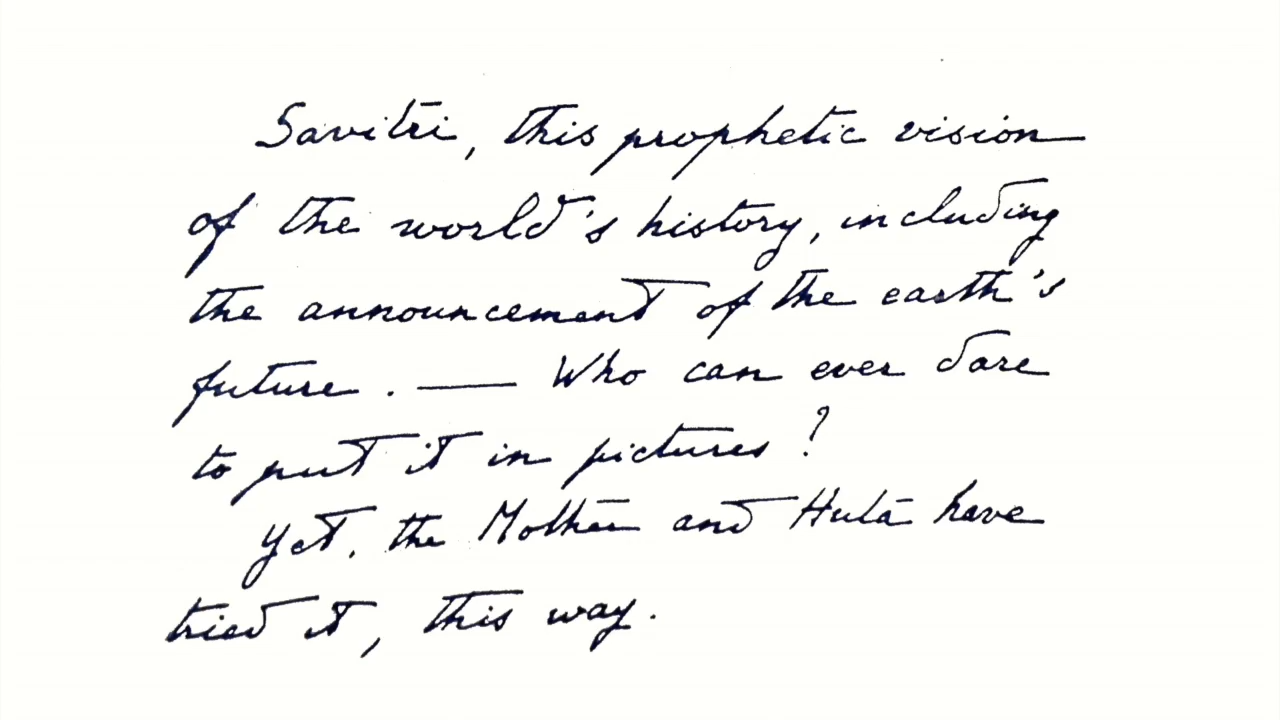 Savitri, this prophetic vision
of the world's history, including
the announcement of the earth's
future. — Who can ever dare
to put it in pictures?
Yet, the Mother and Huta have
tried it, this way.